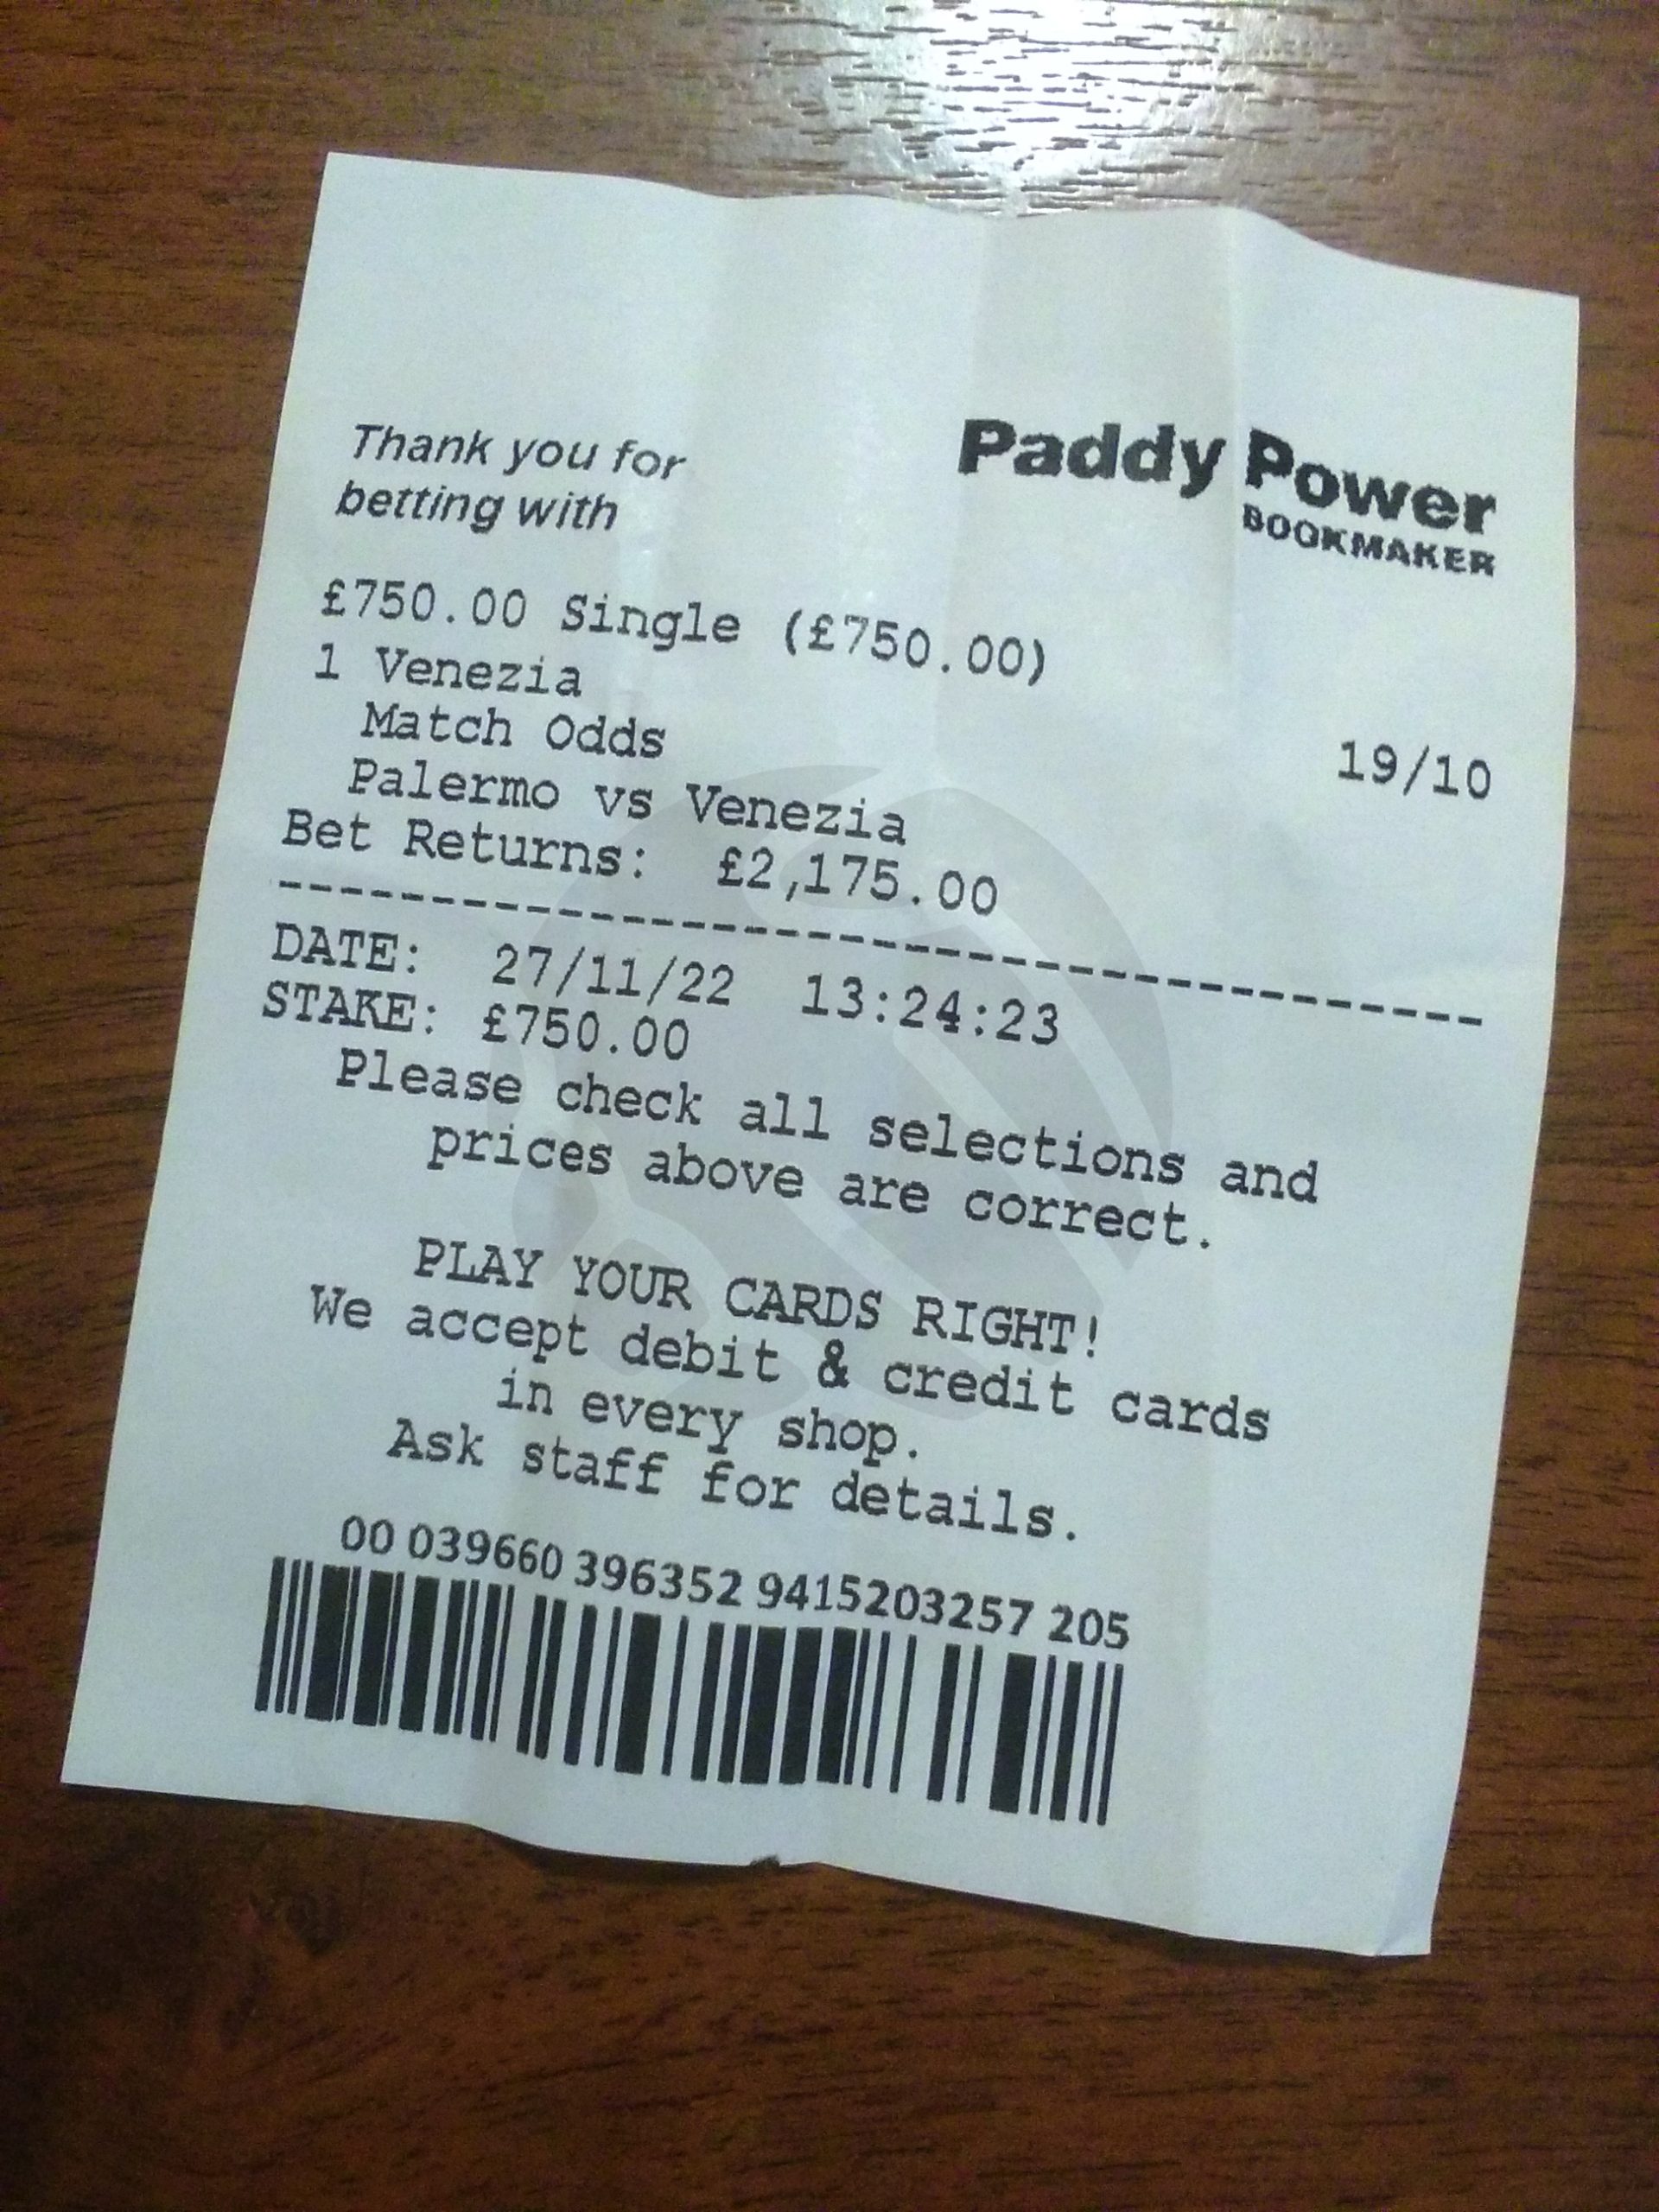 Thank you for
betting with
Paddy Power
BOOKMAKER
£750.00 Single (£750.00)
1 Venezia
Match Odds 19/10
Palermo vs Venezia
Bet Returns: £2,175.00
--------------------------------------
DATE: 27/11/22 13:24:23
STAKE: £750.00
Please check all selections and
prices above are correct.
PLAY YOUR CARDS RIGHT!
We accept debit & credit cards
in every shop.
Ask staff for details.
00 039660 396352 9415203257 205